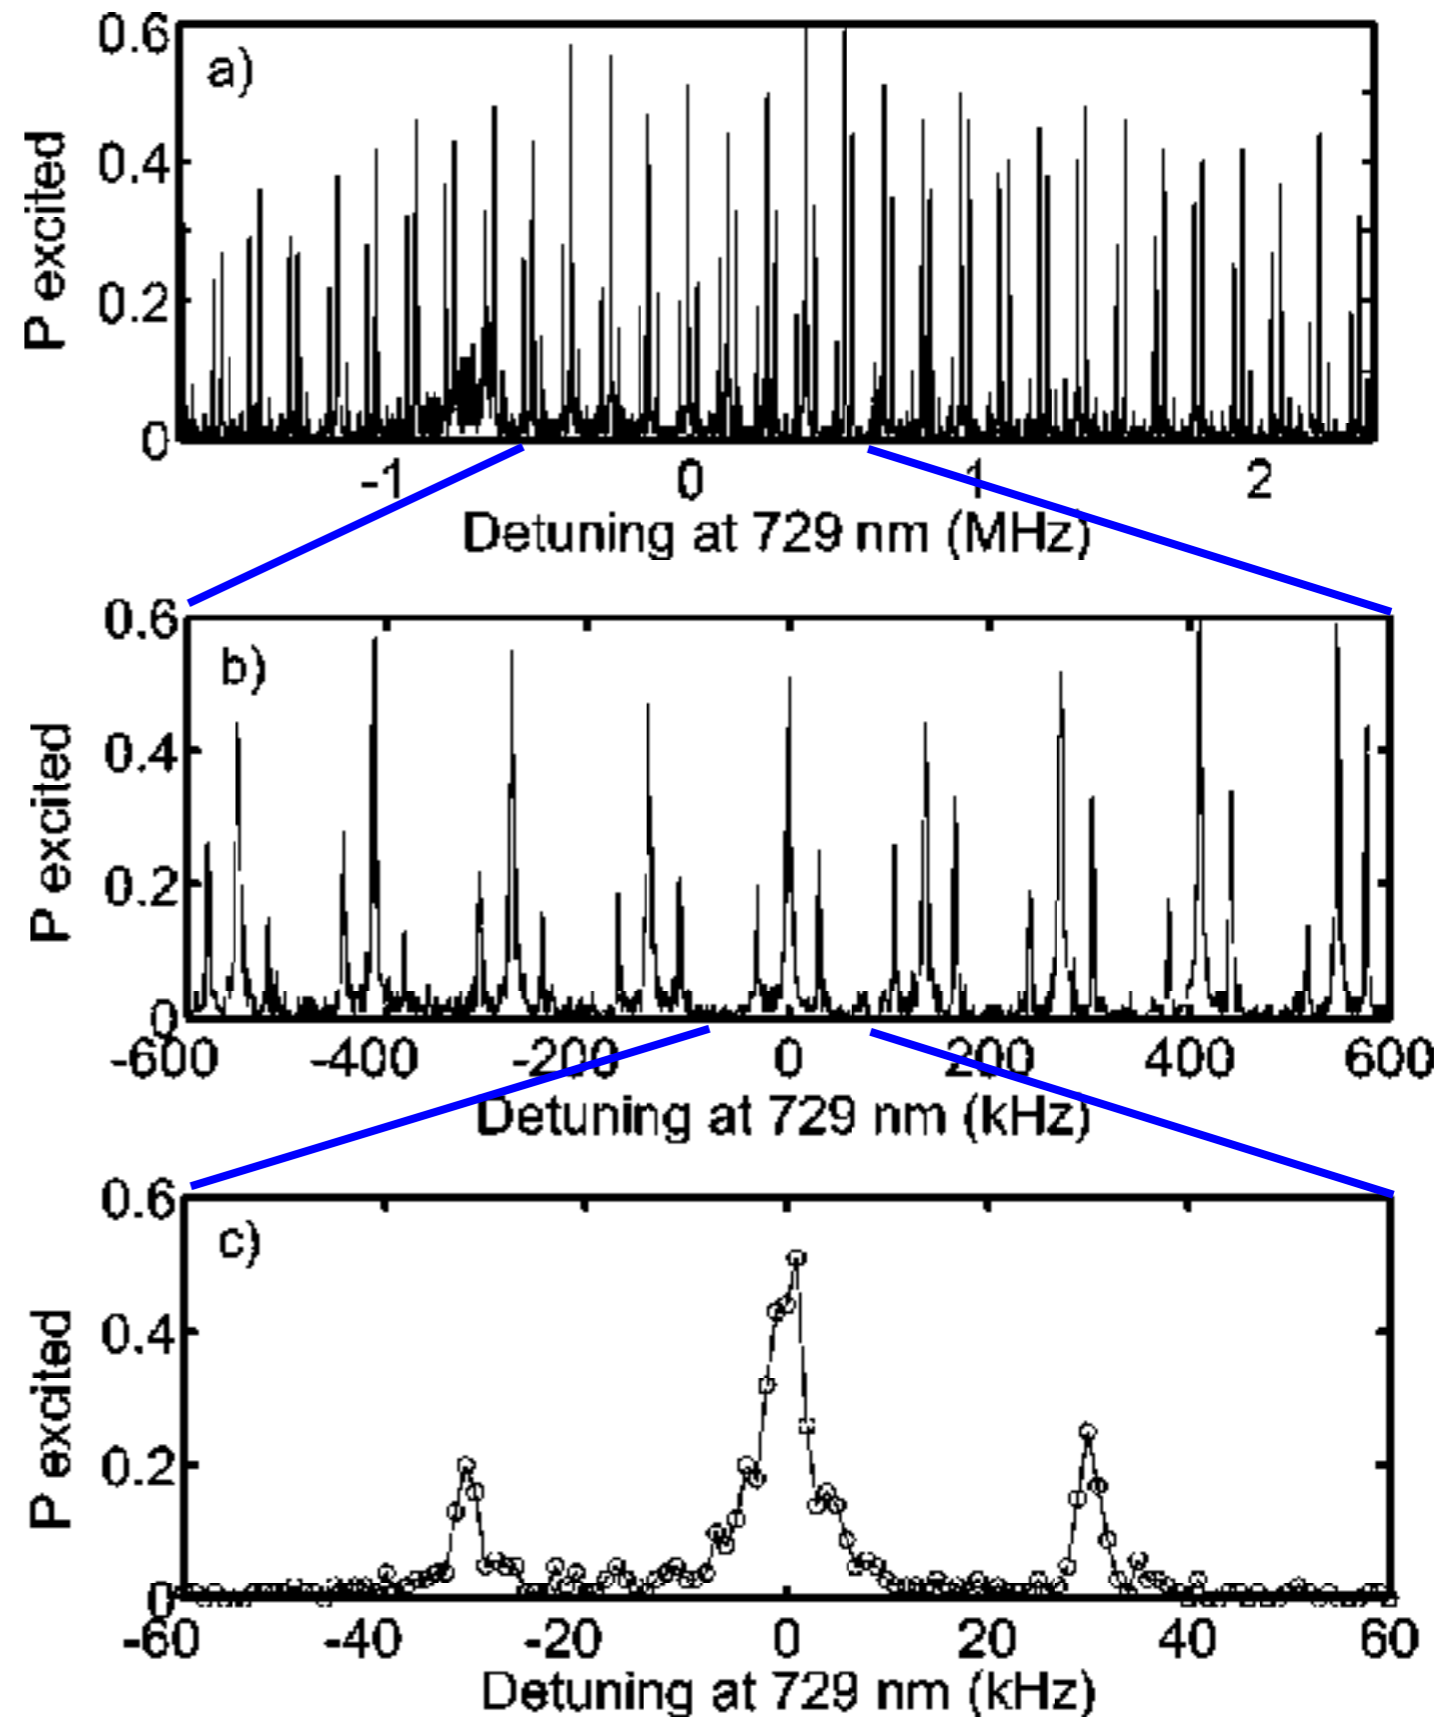 a)
P excited
0.6
0.4
0.2
0
-1 0 1 2
Detuning at 729 nm (MHz)
b)
P excited
0.6
0.4
0.2
0
-600 -400 -200 0 200 400 600
Detuning at 729 nm (kHz)
c)
P excited
0.6
0.4
0.2
0
-60 -40 -20 0 20 40 60
Detuning at 729 nm (kHz)